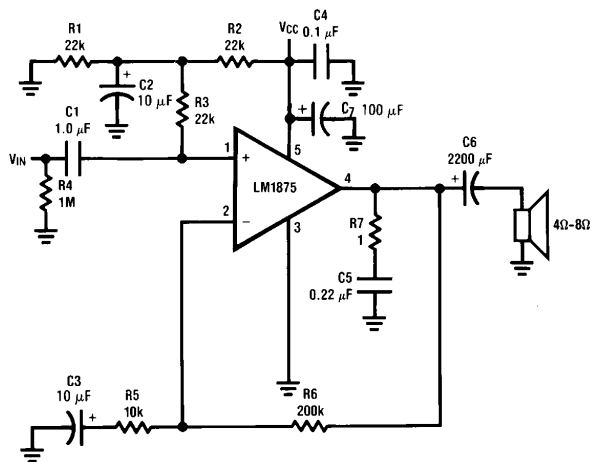 R1
22k
R2
22k
VCC
C4
0.1 μF
+
C2
10 μF
R3
22k
+
C7 100 μF
C1
1.0 μF
VIN
R4
1M
1
+
5
LM1875
4
2
−
3
+
C6
2200 μF
R7
1
4Ω-8Ω
C5
0.22 μF
C3
10 μF
+
R5
10k
R6
200k